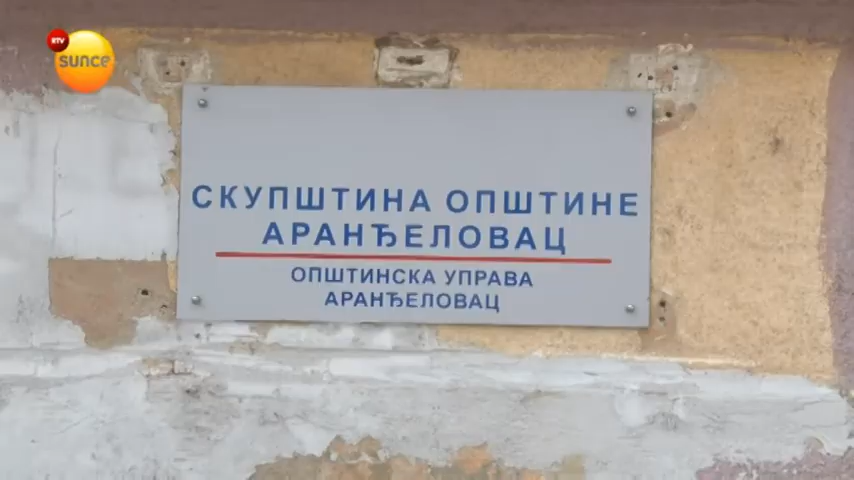 RTV
sunce
СКУПШТИНА ОПШТИНЕ
АРАНЂЕЛОВАЦ
ОПШТИНСКА УПРАВА
АРАНЂЕЛОВАЦ